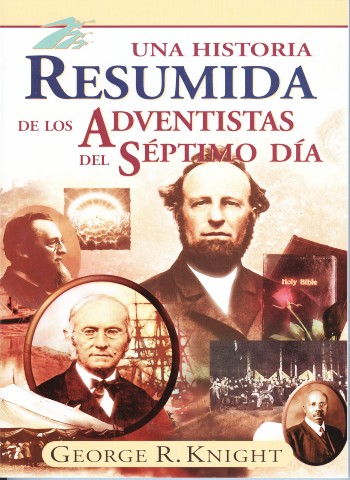 UNA HISTORIA
RESUMIDA
DE LOS ADVENTISTAS
DEL SÉPTIMO DÍA
Holy Bible
GEORGE R. KNIGHT